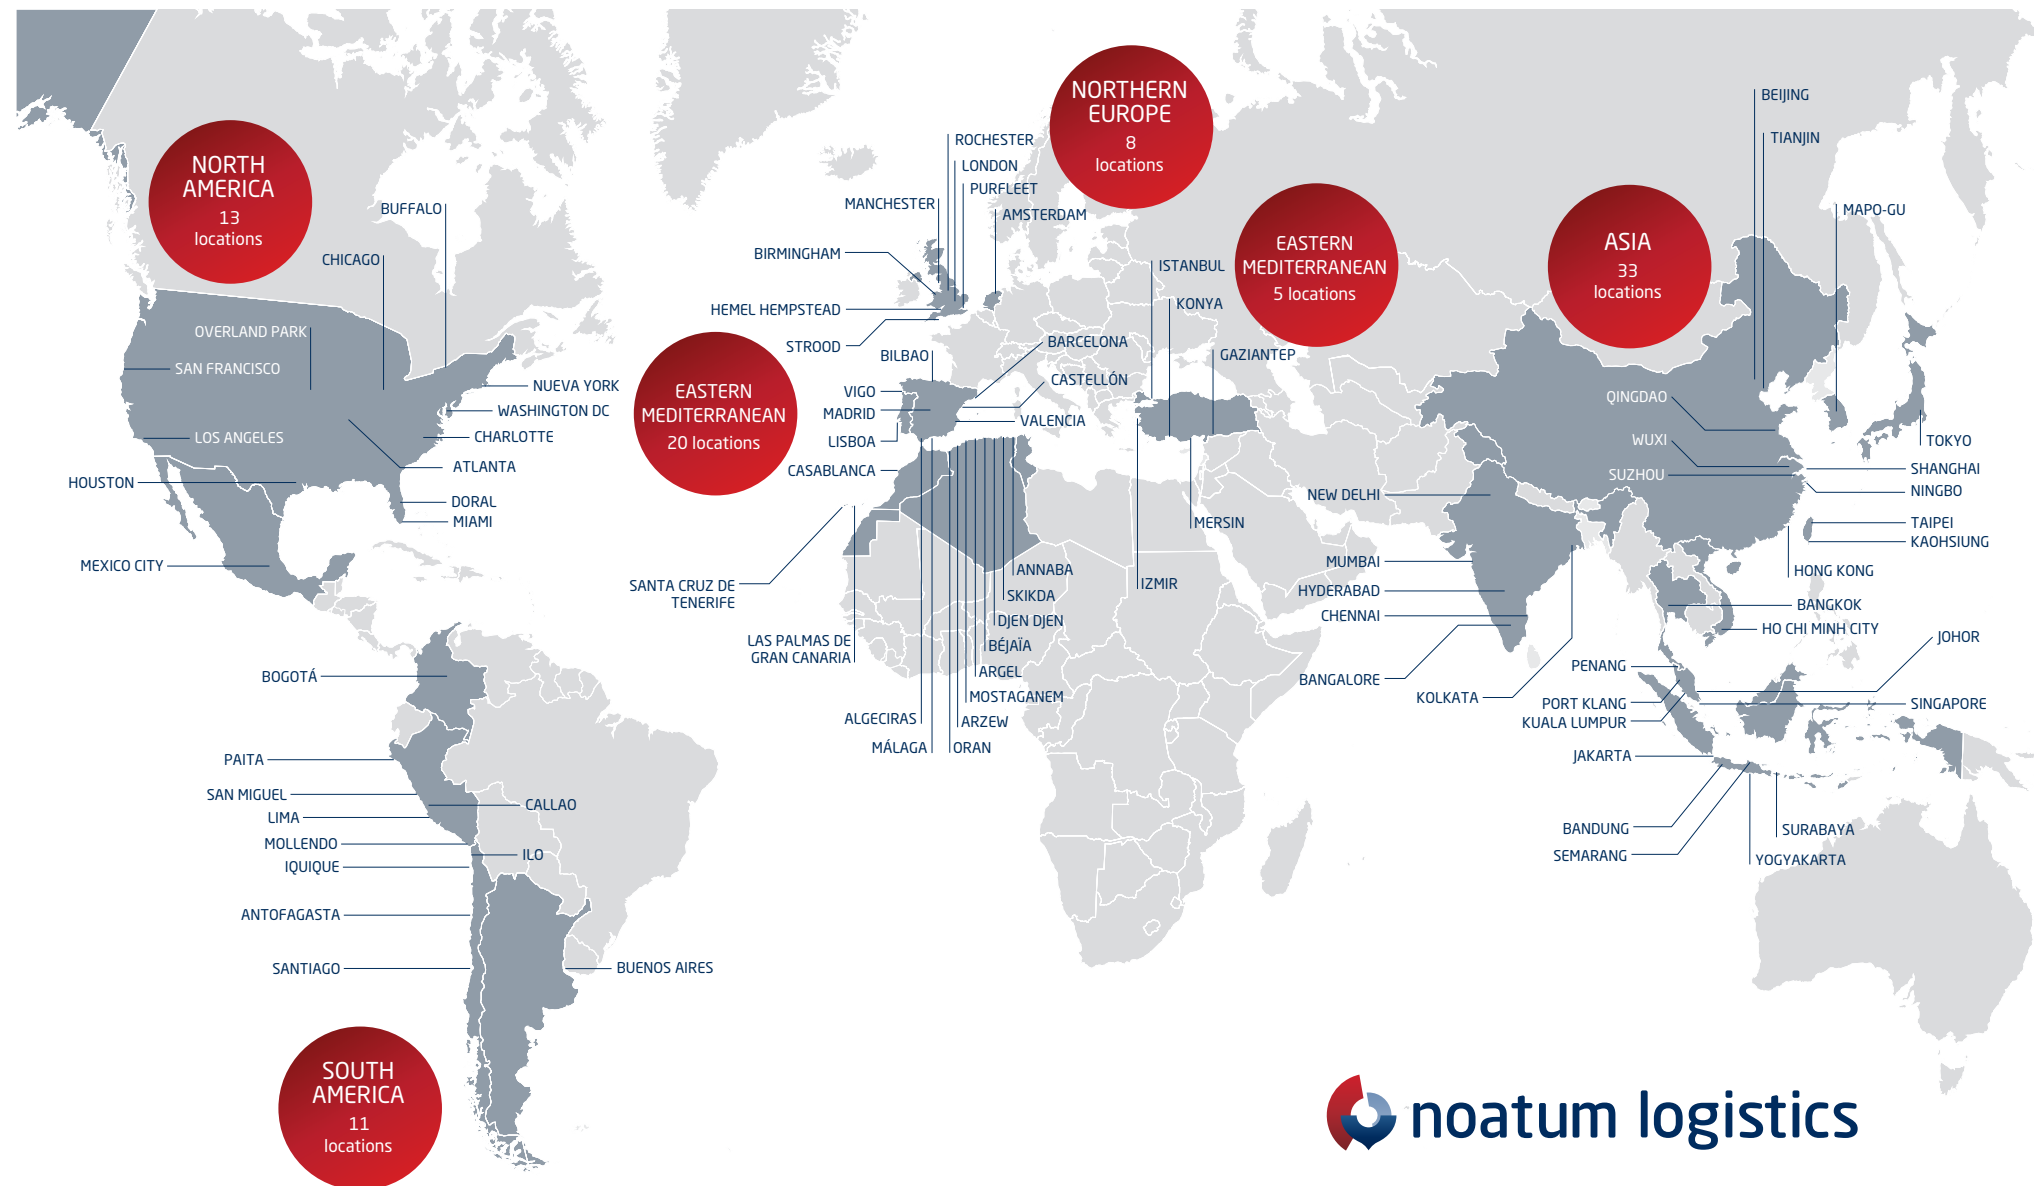 NORTH
AMERICA
13
locations
BUFFALO
CHICAGO
OVERLAND PARK
SAN FRANCISCO
NUEVA YORK
WASHINGTON DC
LOS ANGELES
CHARLOTTE
ATLANTA
HOUSTON
DORAL
MIAMI
MEXICO CITY
BOGOTÁ
PAITA
SAN MIGUEL
CALLAO
LIMA
MOLLENDO
ILO
IQUIQUE
ANTOFAGASTA
SANTIAGO
BUENOS AIRES
SOUTH
AMERICA
11
locations
NORTHERN
EUROPE
8
locations
ROCHESTER
LONDON
PURFLEET
MANCHESTER
AMSTERDAM
BIRMINGHAM
HEMEL HEMPSTEAD
STROOD
EASTERN
MEDITERRANEAN
20 locations
BILBAO
BARCELONA
VIGO
CASTELLÓN
MADRID
VALENCIA
LISBOA
CASABLANCA
SANTA CRUZ DE
TENERIFE
LAS PALMAS DE
GRAN CANARIA
ANNABA
SKIKDA
DJEN DJEN
BÉJAÏA
ARGEL
MOSTAGANEM
ALGECIRAS
ARZEW
MÁLAGA
ORAN
EASTERN
MEDITERRANEAN
5 locations
ISTANBUL
KONYA
GAZIANTEP
MERSIN
IZMIR
ASIA
33
locations
BEIJING
TIANJIN
MAPO-GU
QINGDAO
WUXI
TOKYO
SUZHOU
SHANGHAI
NINGBO
TAIPEI
KAOHSIUNG
HONG KONG
NEW DELHI
MUMBAI
HYDERABAD
CHENNAI
BANGALORE
KOLKATA
BANGKOK
HO CHI MINH CITY
JOHOR
PENANG
PORT KLANG
SINGAPORE
KUALA LUMPUR
JAKARTA
BANDUNG
SURABAYA
SEMARANG
YOGYAKARTA
noatum logistics